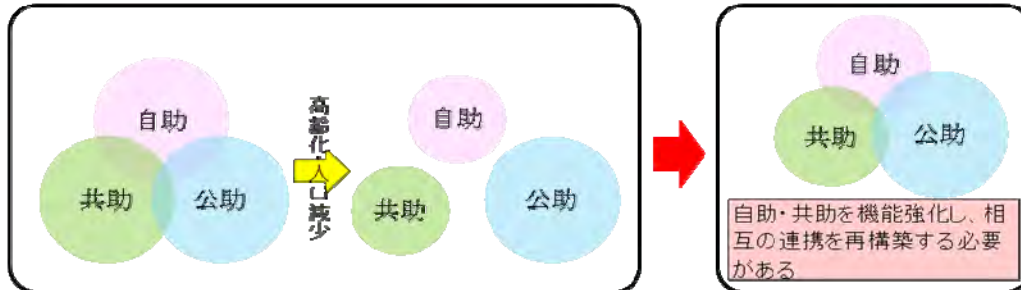 自助
共助
公助
高齢化・人口減少
自助
共助
公助
自助
共助
公助
自助・共助を機能強化し、相
互の連携を再構築する必要
がある